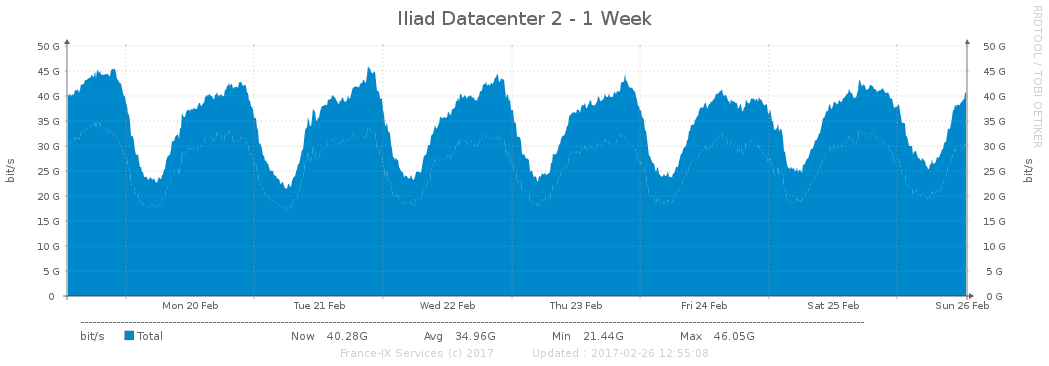 Iliad Datacenter 2 - 1 Week
RRDTOOL / TOBI OETIKER
bit/s
50 G
45 G
40 G
35 G
30 G
25 G
20 G
15 G
10 G
5 G
0
50 G
45 G
40 G
35 G
30 G
25 G
20 G
15 G
10 G
5 G
0 G
bit/s
Mon 20 Feb Tue 21 Feb Wed 22 Feb Thu 23 Feb Fri 24 Feb Sat 25 Feb Sun 26 Feb
bit/s Total Now 40.28G Avg 34.96G Min 21.44G Max 46.05G
France-IX Services (c) 2017 Updated : 2017-02-26 12:55:08